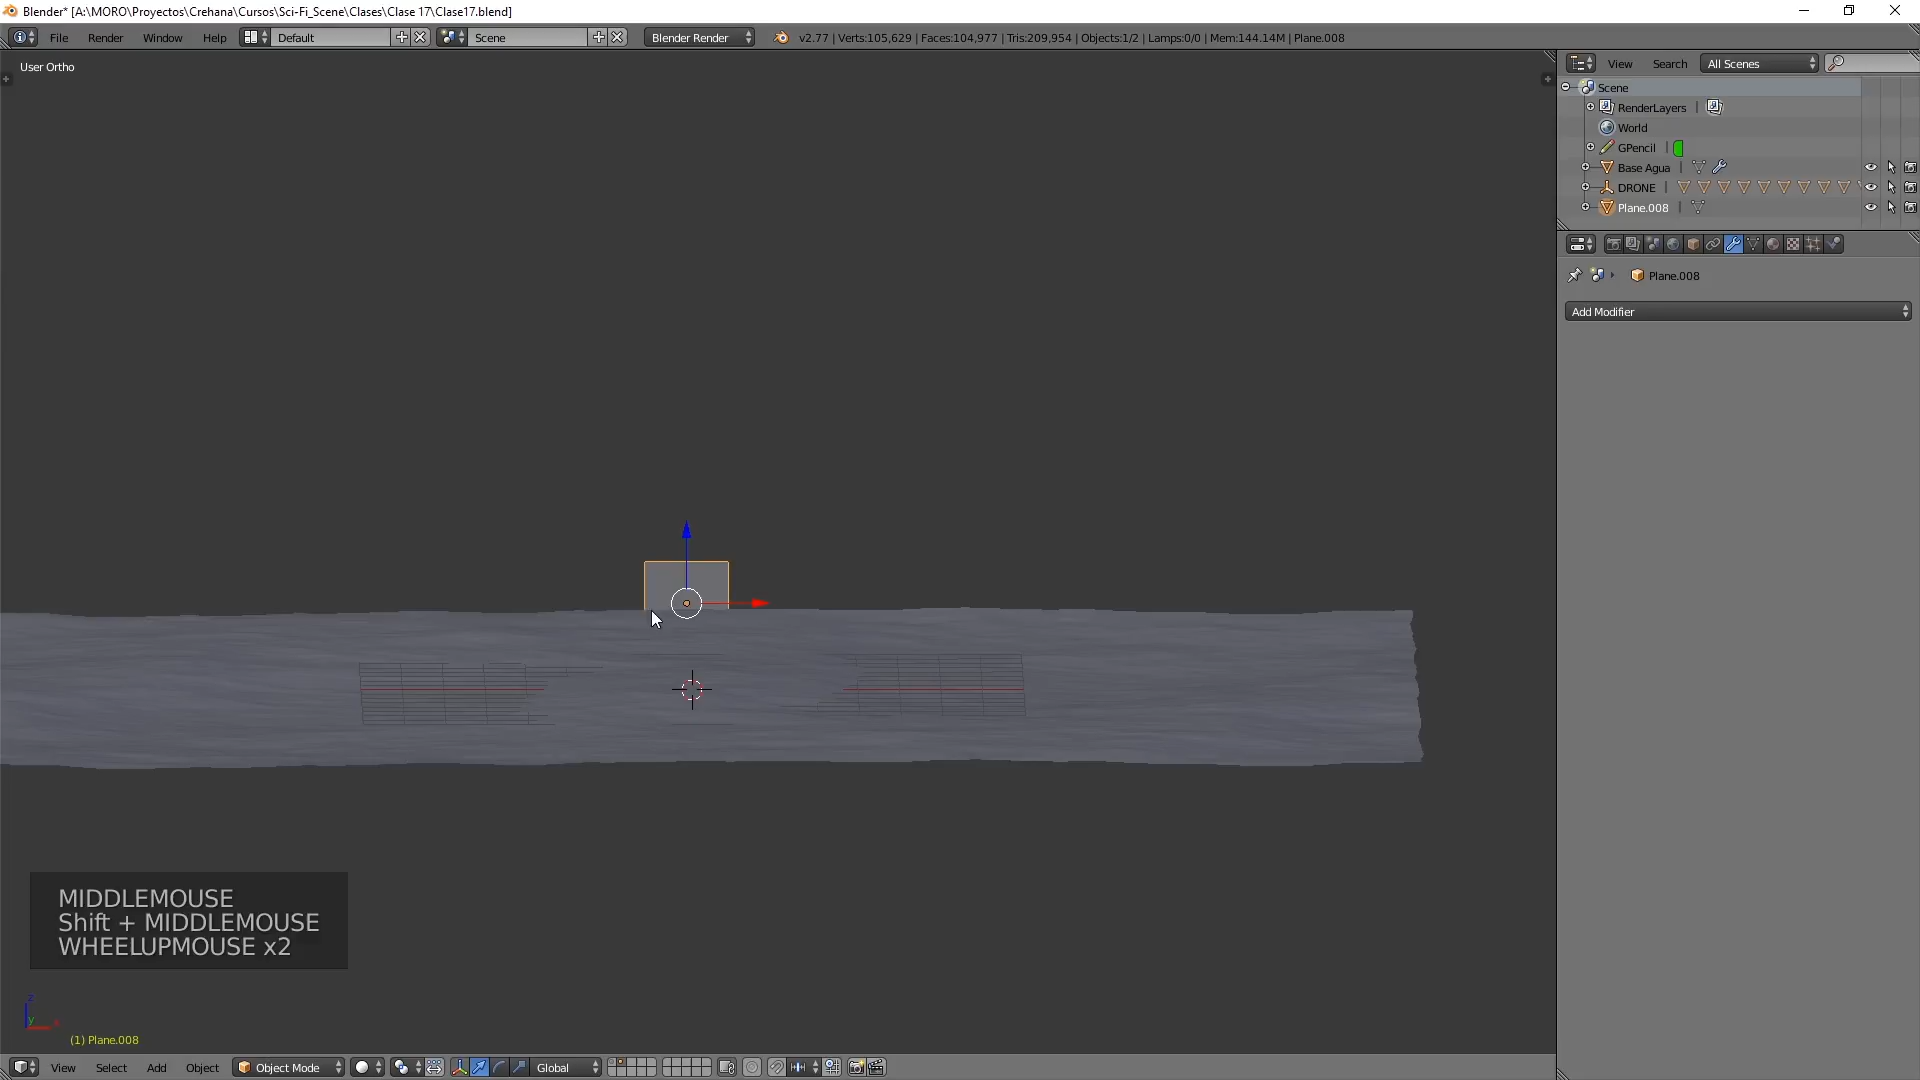 Blender* [A:\MORO\Proyectos\Crehana\Cursos\Sci-Fi_Scene\Clases\Clase 17\Clase17.blend]
File Render Window Help Default Scene Blender Render v2.77 | Verts:105,629 | Faces:104,977 | Tris:209,954 | Objects:1/2 | Lamps:0/0 | Mem:144.14M | Plane.008
User Ortho
View Search All Scenes
Scene
RenderLayers
World
GPencil
Base Agua
DRONE
Plane.008
Plane.008
Add Modifier
MIDDLEMOUSE
Shift + MIDDLEMOUSE
WHEELUPMOUSE x2
z
y x
(1) Plane.008
View Select Add Object Object Mode Global